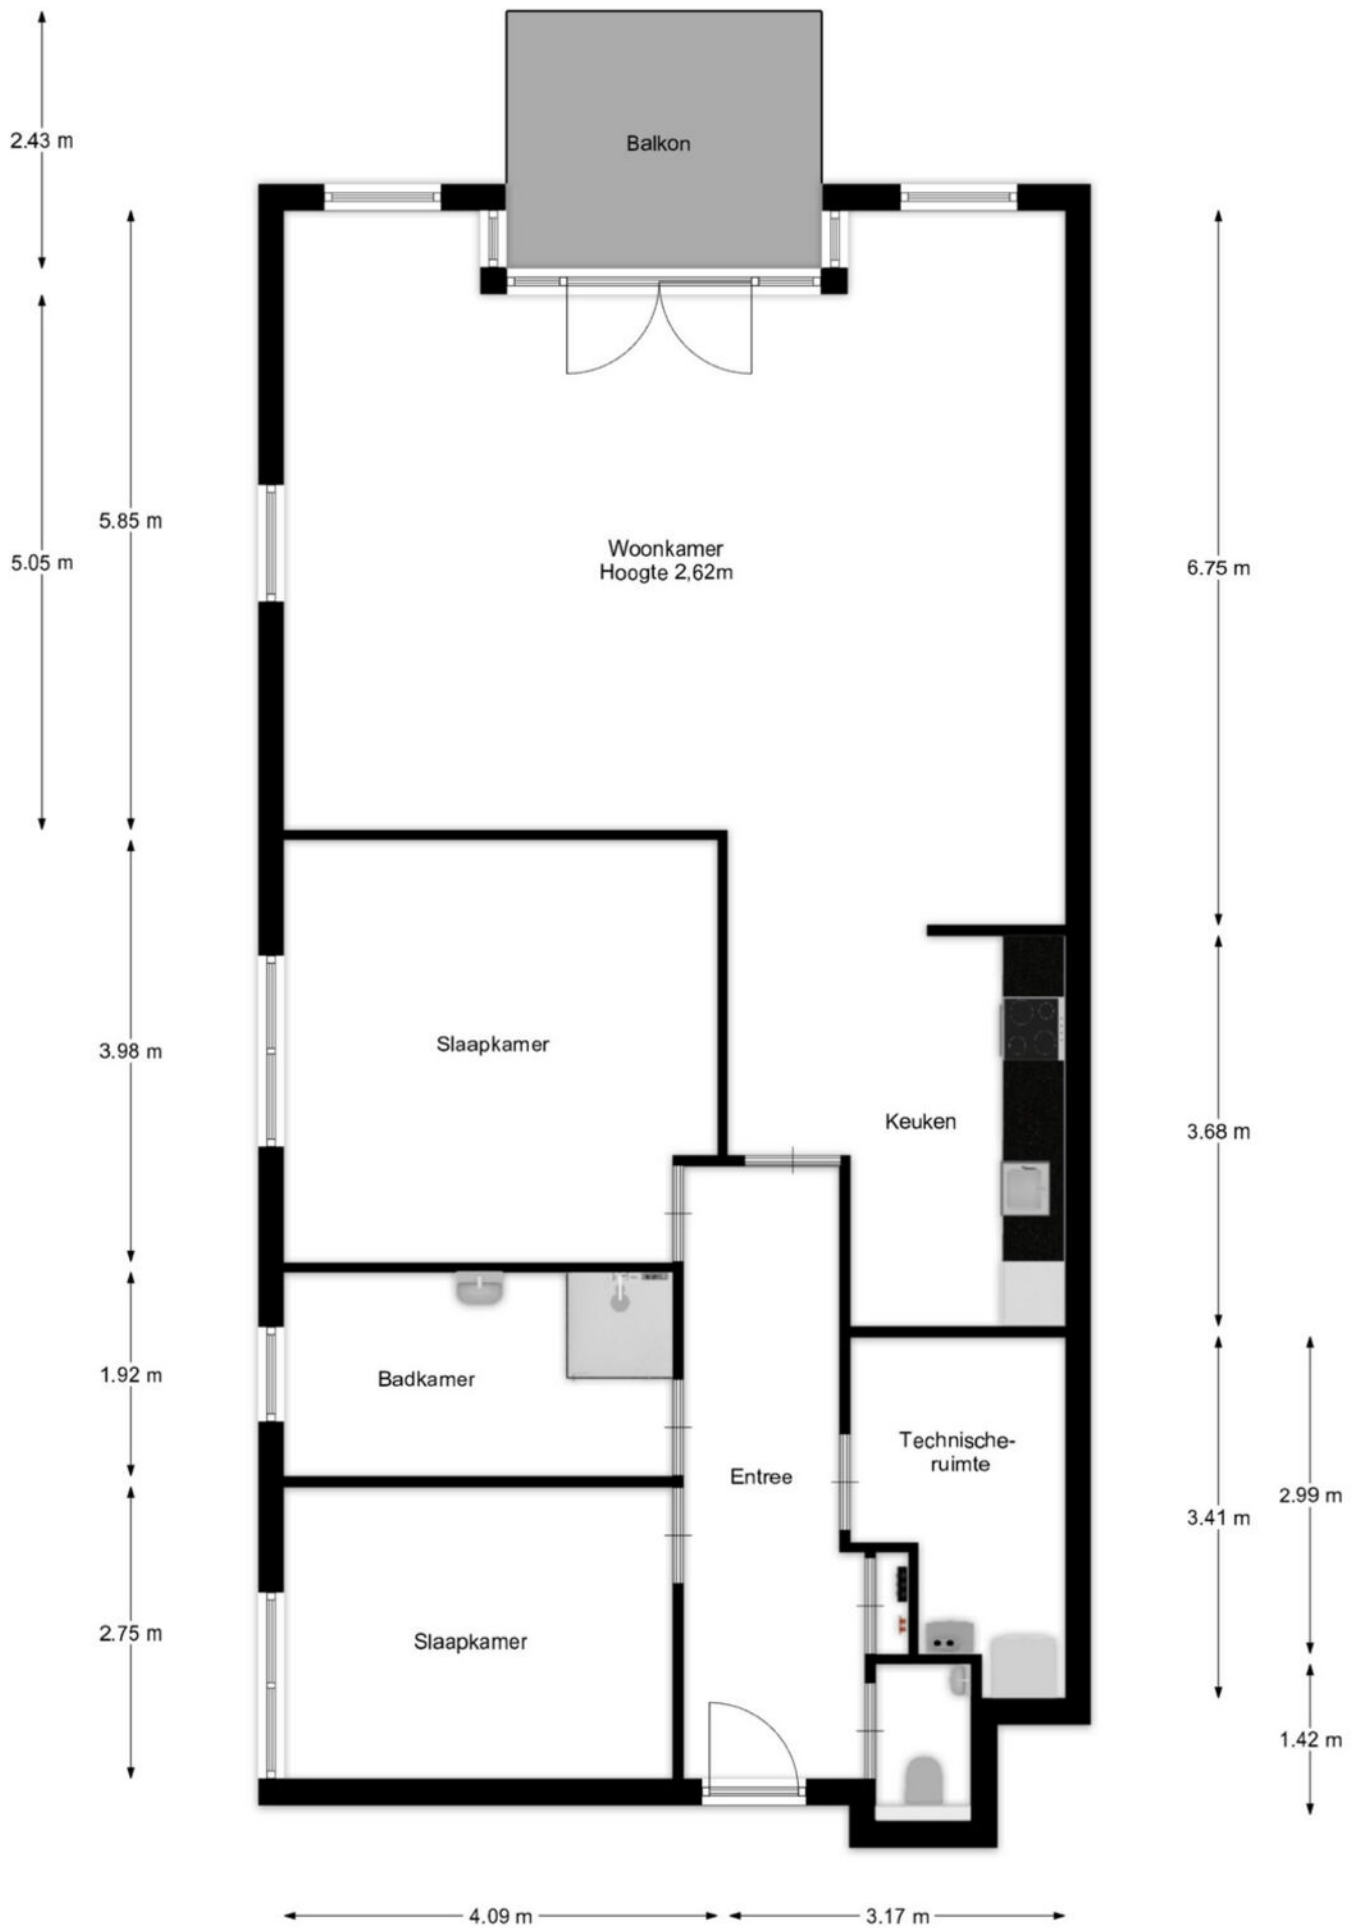 2.43 m
Balkon
5.85 m
5.05 m
Woonkamer
Hoogte 2,62m
6.75 m
3.98 m
Slaapkamer
Keuken
3.68 m
1.92 m
Badkamer
Technische-
ruimte
Entree
2.99 m
3.41 m
2.75 m
Slaapkamer
1.42 m
4.09 m
3.17 m